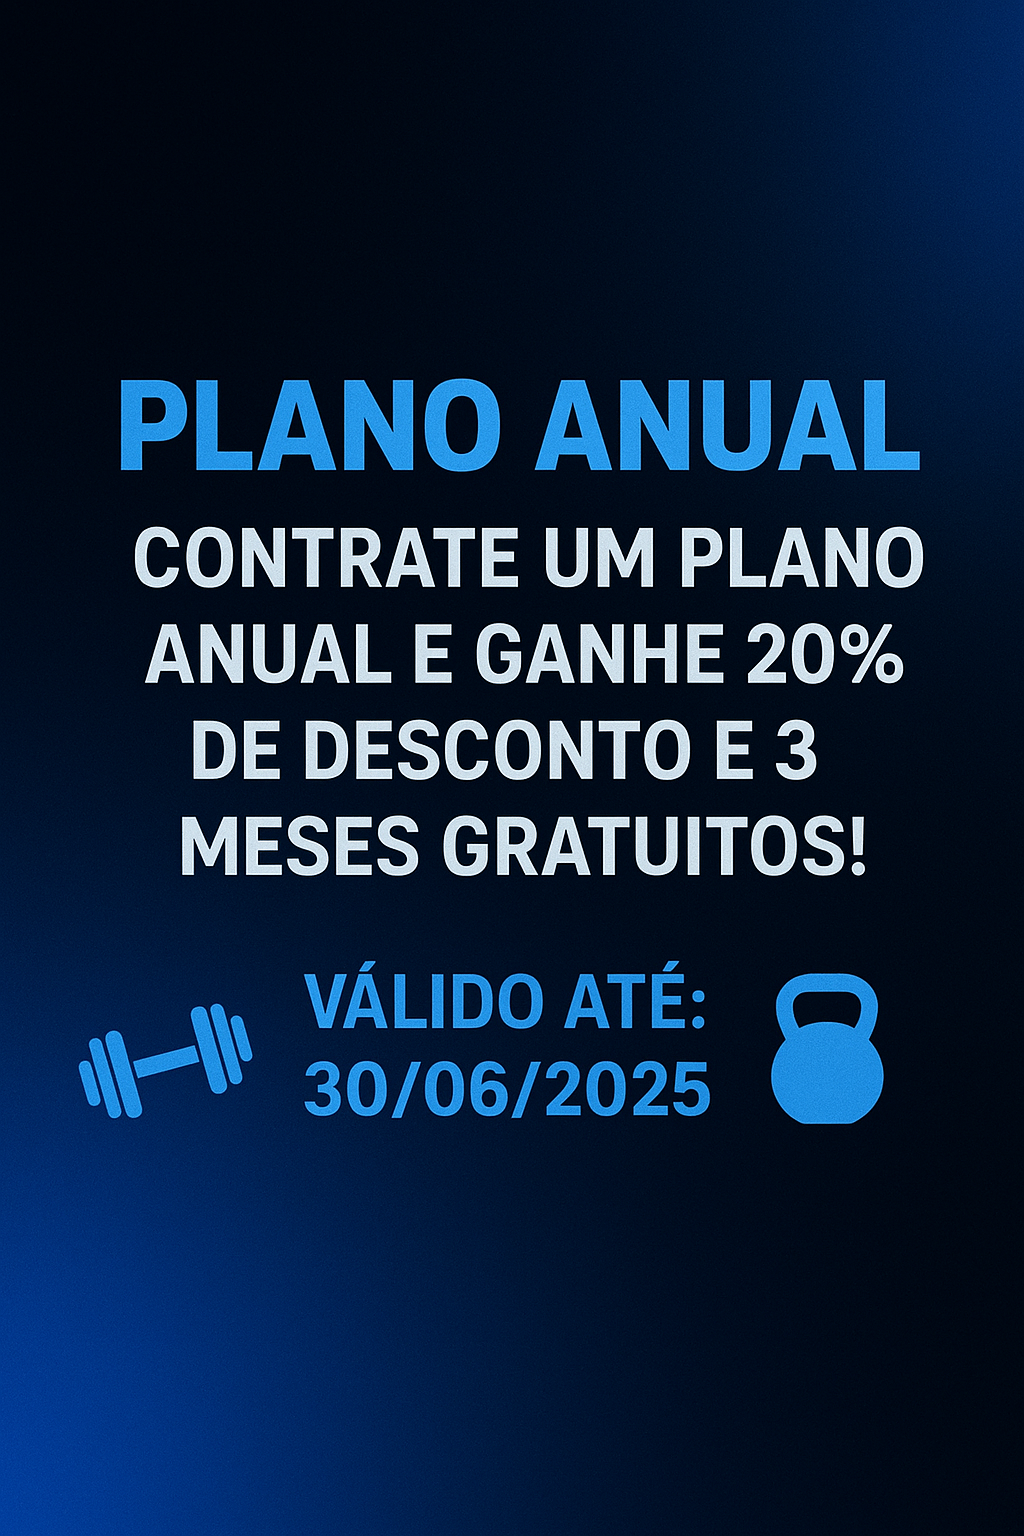 PLANO ANUAL
CONTRATE UM PLANO
ANUAL E GANHE 20%
DE DESCONTO E 3
MESES GRATUITOS!
VÁLIDO ATÉ:
30/06/2025